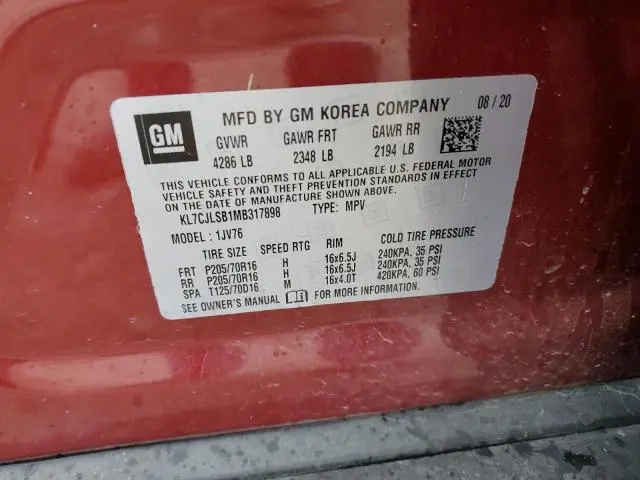 MFD BY GM KOREA COMPANY 08/20
GM
GVWR GAWR FRT GAWR RR
4286 LB 2348 LB 2194 LB
THIS VEHICLE CONFORMS TO ALL APPLICABLE U.S. FEDERAL MOTOR
VEHICLE SAFETY AND THEFT PREVENTION STANDARDS IN EFFECT
ON THE DATE OF MANUFACTURE SHOWN ABOVE.
KL7CJLSB1MB317898 TYPE: MPV
MODEL: 1JV76
TIRE SIZE SPEED RTG RIM COLD TIRE PRESSURE
FRT P205/70R16 H 16x6.5J 240KPA, 35 PSI
RR P205/70R16 H 16x6.5J 240KPA, 35 PSI
SPA T125/70D16 M 16x4.0T 420KPA, 60 PSI
SEE OWNER'S MANUAL FOR MORE INFORMATION.